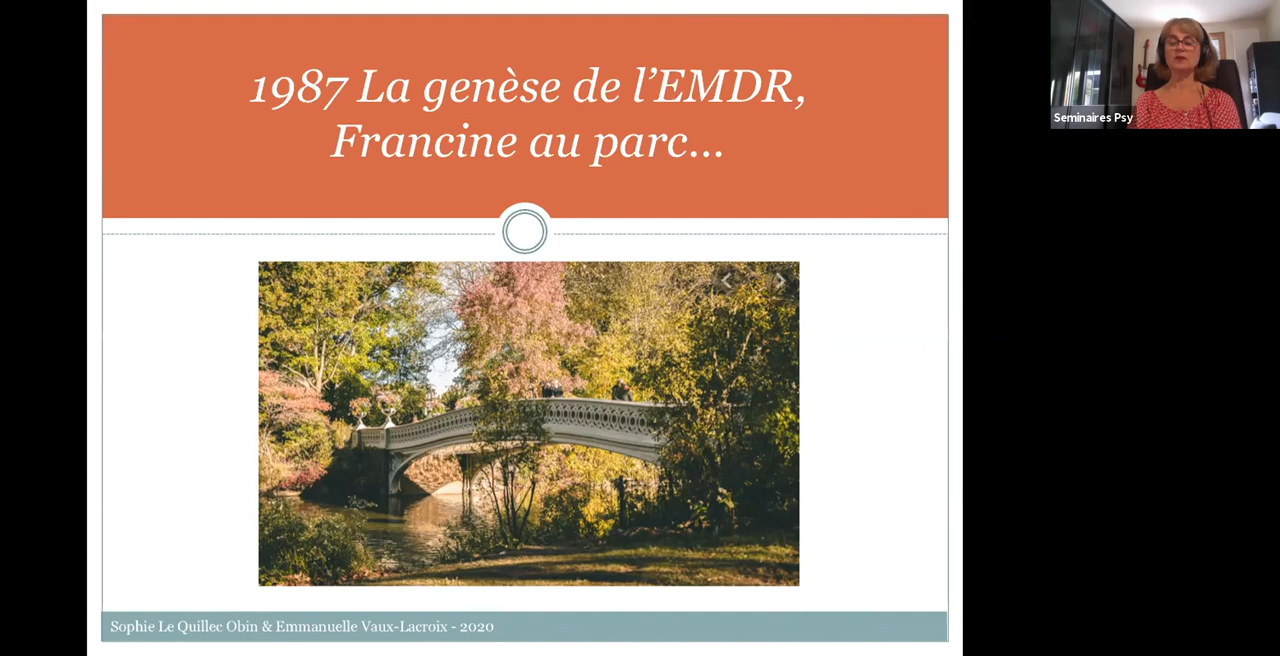 1987 La genèse de l’EMDR,
Francine au parc…
Seminaires Psy
Sophie Le Quillec Obin & Emmanuelle Vaux-Lacroix - 2020